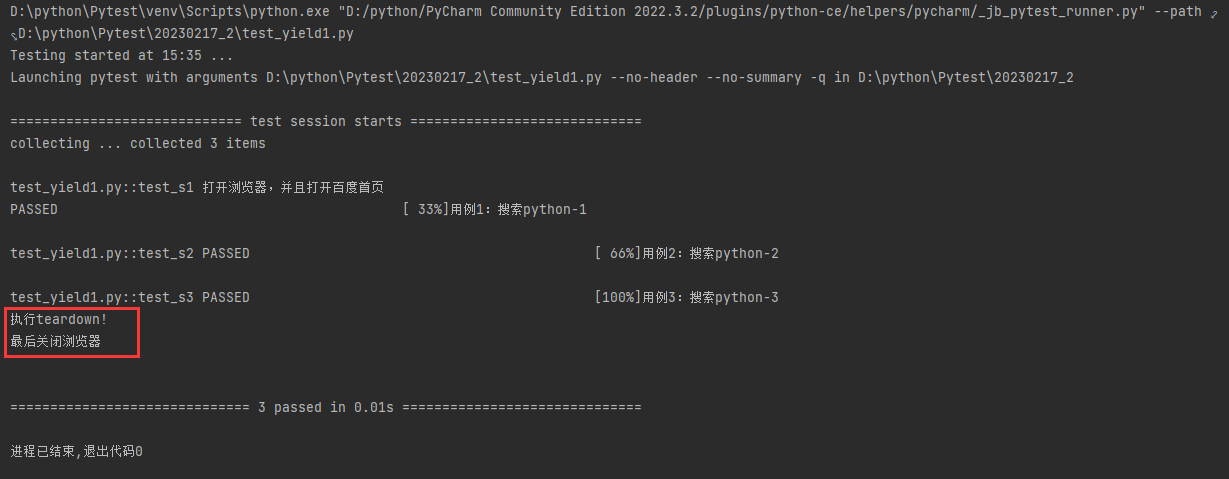 D:\python\Pytest\venv\Scripts\python.exe "D:/python/PyCharm Community Edition 2022.3.2/plugins/python-ce/helpers/pycharm/_jb_pytest_runner.py" --path
D:\python\Pytest\20230217_2\test_yield1.py
Testing started at 15:35 ...
Launching pytest with arguments D:\python\Pytest\20230217_2\test_yield1.py --no-header --no-summary -q in D:\python\Pytest\20230217_2
============================= test session starts =============================
collecting ... collected 3 items
test_yield1.py::test_s1 打开浏览器，并且打开百度首页
PASSED [ 33%]用例1：搜索python-1
test_yield1.py::test_s2 PASSED [ 66%]用例2：搜索python-2
test_yield1.py::test_s3 PASSED [100%]用例3：搜索python-3
执行teardown!
最后关闭浏览器
============================== 3 passed in 0.01s ==============================
进程已结束,退出代码0